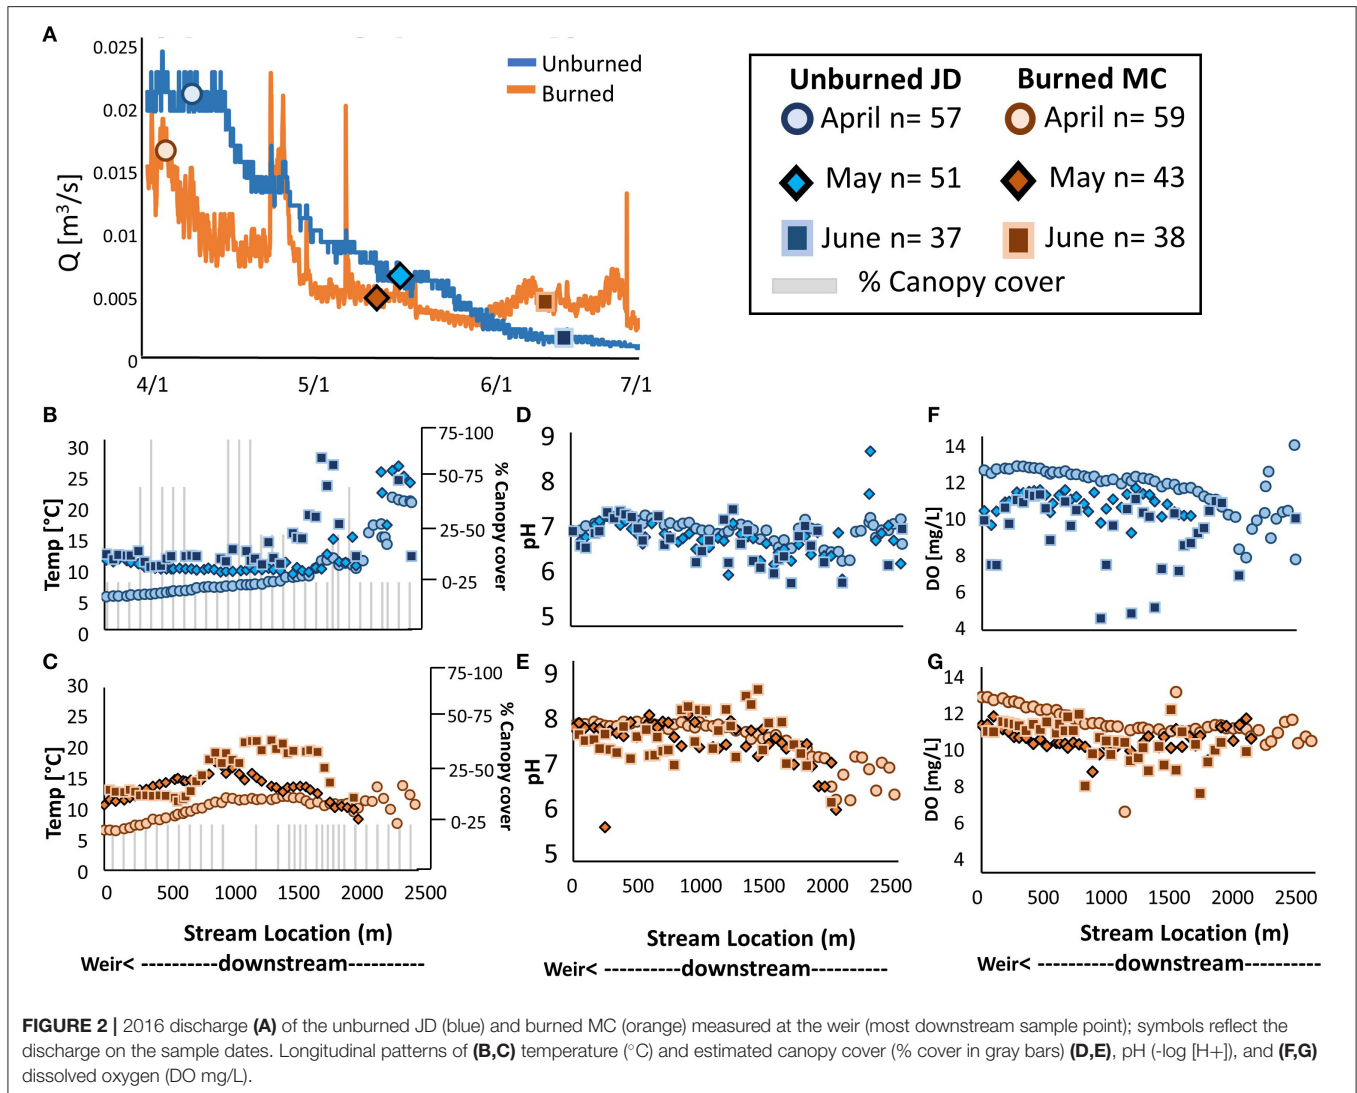 A
0.025
0.02
0.015
0.01
0.005
0
Q [m³/s]
Unburned
Burned
4/1 5/1 6/1 7/1
Unburned JD Burned MC
April n= 57 April n= 59
May n= 51 May n= 43
June n= 37 June n= 38
% Canopy cover
B
30
25
20
15
10
5
0
Temp [°C]
75-100
50-75
25-50
0-25
% Canopy cover
D
9
8
7
6
5
pH
F
14
12
10
8
6
4
DO [mg/L]
C
30
25
20
15
10
5
0
Temp [°C]
75-100
50-75
25-50
0-25
% Canopy cover
0 500 1000 1500 2000 2500
Stream Location (m)
Weir< ----------downstream----------
E
9
8
7
6
5
pH
0 500 1000 1500 2000 2500
Stream Location (m)
Weir< ----------downstream----------
G
14
12
10
8
6
4
DO [mg/L]
0 500 1000 1500 2000 2500
Stream Location (m)
Weir< ----------downstream----------
FIGURE 2 | 2016 discharge (A) of the unburned JD (blue) and burned MC (orange) measured at the weir (most downstream sample point); symbols reflect the
discharge on the sample dates. Longitudinal patterns of (B,C) temperature (°C) and estimated canopy cover (% cover in gray bars) (D,E), pH (-log [H+]), and (F,G)
dissolved oxygen (DO mg/L).